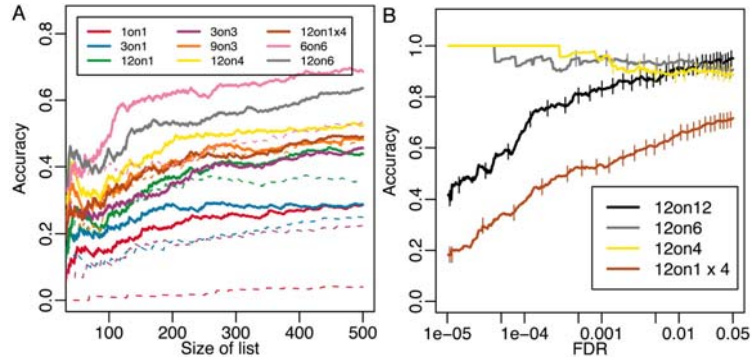 A
B
1on1 3on3 12on1x4
3on1 9on3 6on6
12on1 12on4 12on6
Accuracy
0.0 0.2 0.4 0.6 0.8
100 200 300 400 500
Size of list
Accuracy
0.0 0.2 0.4 0.6 0.8 1.0
12on12
12on6
12on4
12on1 x 4
1e-05 1e-04 0.001 0.01 0.05
FDR